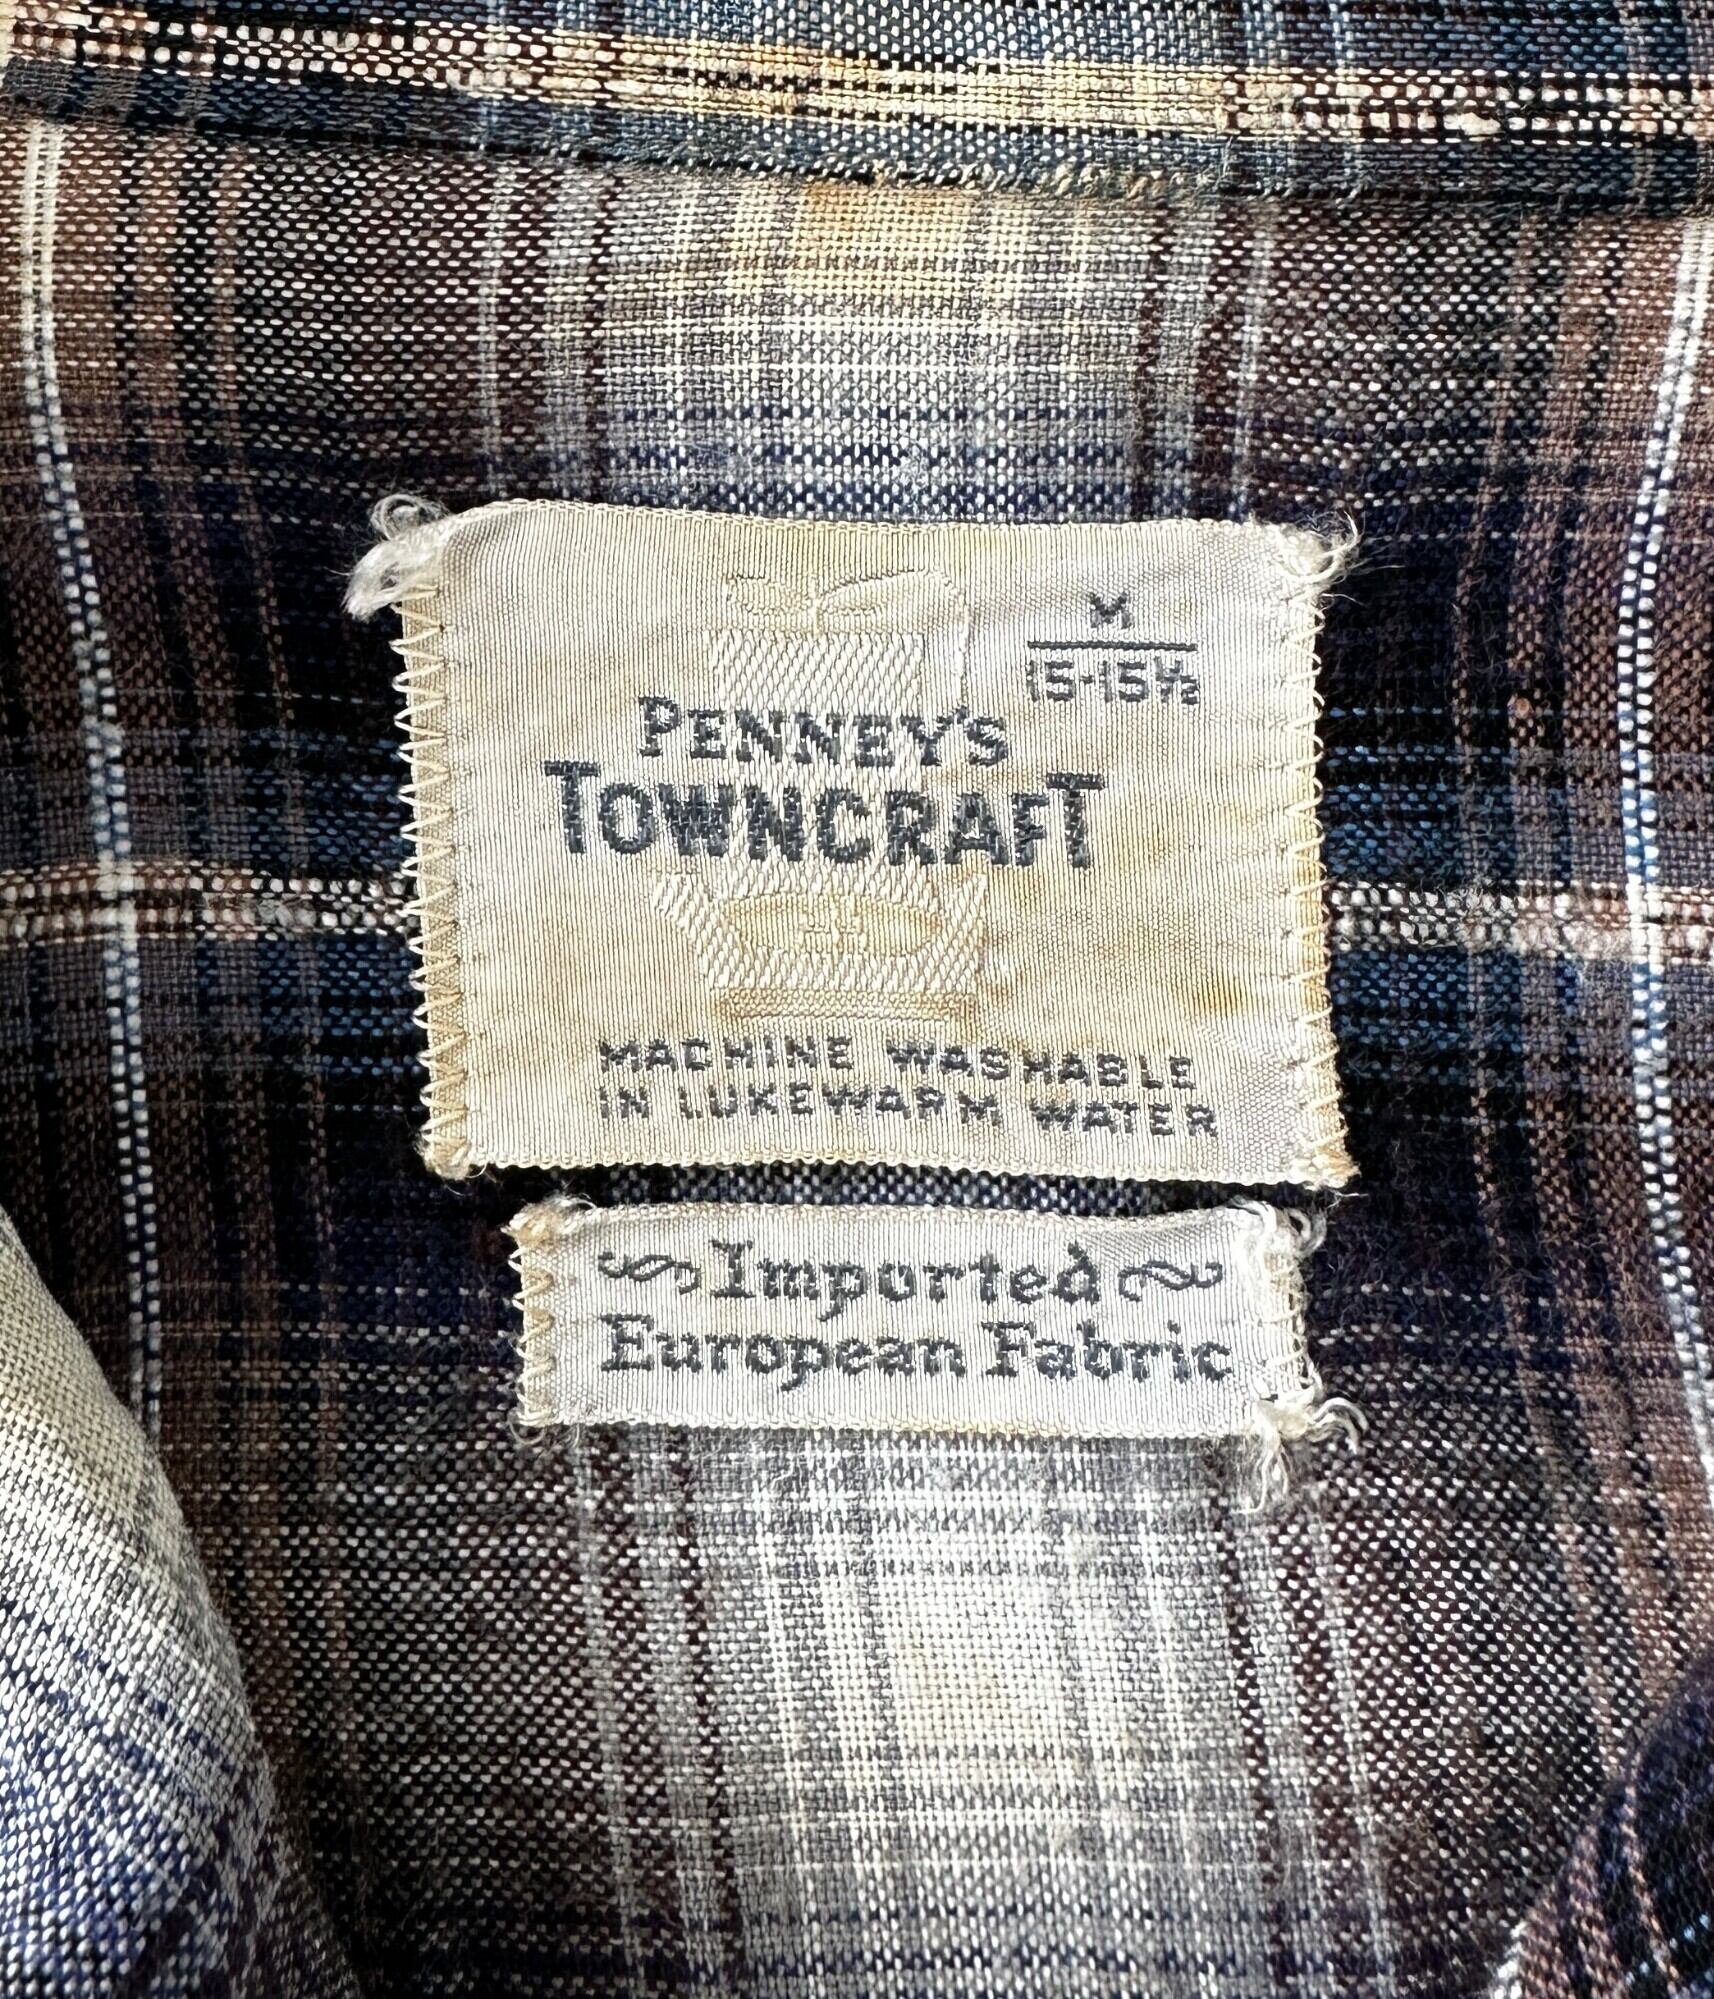 M
15-15½
PENNEY'S
TOWNCRAFT
MACHINE WASHABLE
IN LUKEWARM WATER
Imported
European Fabric